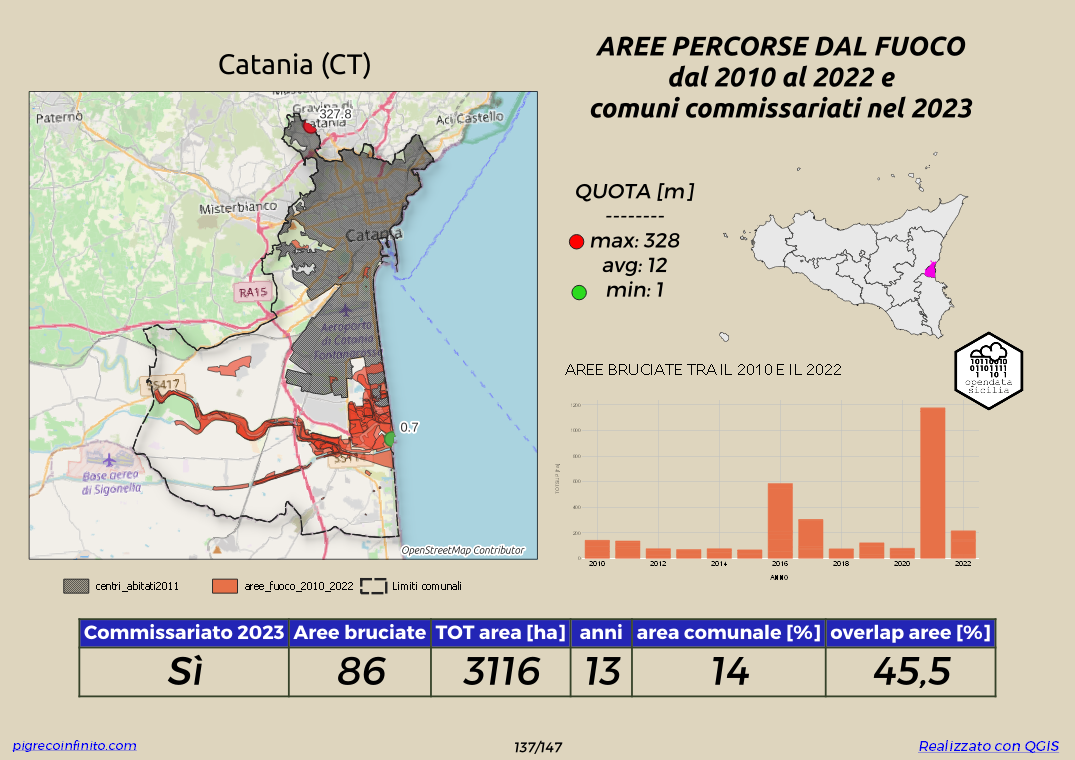 Catania (CT)
AREE PERCORSE DAL FUOCO
dal 2010 al 2022 e
comuni commissariati nel 2023
Paternò
Gravina di
Catania
327.8
Aci Castello
Misterbianco
Catania
RA15
Aeroporto
di Catania
Fontanarossa
SS417
0.7
Base aerea
di Sigonella
OpenStreetMap Contributor
centri_abitati2011
aree_fuoco_2010_2022
Limiti comunali
QUOTA [m]
--------
max: 328
avg: 12
min: 1
10110010
01101111
1 10 1
opendata
sicilia
AREE BRUCIATE TRA IL 2010 E IL 2022
1200
1000
800
600
400
200
0
2010 2012 2014 2016 2018 2020 2022
ANNO
Commissariato 2023 Aree bruciate TOT area [ha] anni area comunale [%] overlap aree [%]
Sì 86 3116 13 14 45,5
pigrecoinfinito.com
137/147
Realizzato con QGIS